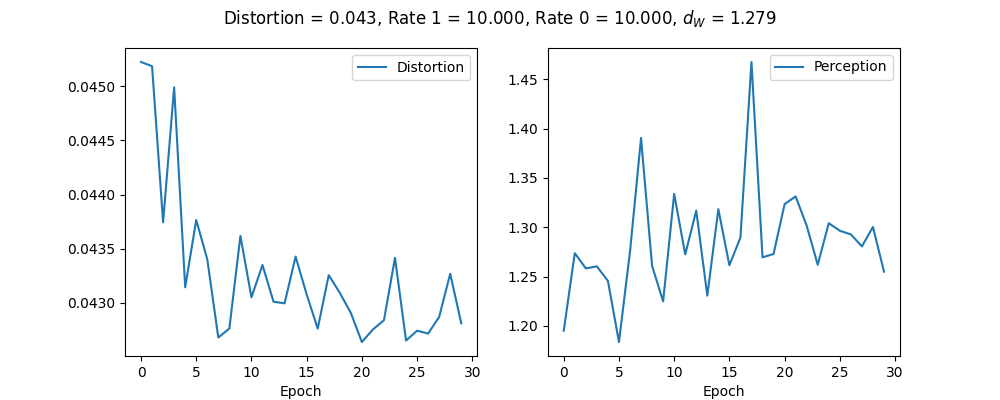 Distortion = 0.043, Rate 1 = 10.000, Rate 0 = 10.000, d_W = 1.279
Distortion
0.0450
0.0445
0.0440
0.0435
0.0430
0 5 10 15 20 25 30
Epoch
Perception
1.45
1.40
1.35
1.30
1.25
1.20
0 5 10 15 20 25 30
Epoch